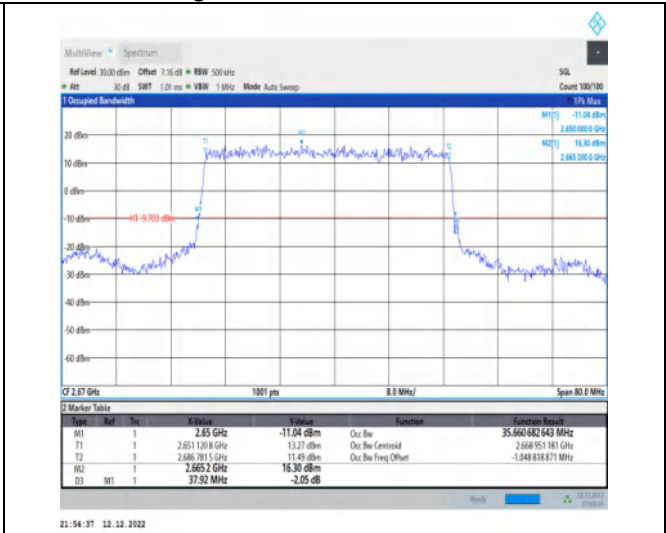 MultiView Spectrum
Ref Level 30.00 dBm Offset 7.16 dB RBW 500 kHz SGL
Att 30 dB SWT 1.01 ms VBW 1 MHz Mode Auto Sweep Count 100/100
1 Occupied Bandwidth 1Pk Max
M1[1] -11.04 dBm
2.650 000 0 GHz
M2[1] 16.30 dBm
2.665 200 0 GHz
20 dBm
10 dBm
0 dBm
-10 dBm
H1 -9.703 dBm
-20 dBm
-30 dBm
-40 dBm
-50 dBm
-60 dBm
T1
M2
T2
M1
CF 2.67 GHz 1001 pts 8.0 MHz/ Span 80.0 MHz
2 Marker Table
Type Ref Trc X-Value Y-Value Function Function Result
M1 1 2.65 GHz -11.04 dBm Occ Bw 35.660 682 643 MHz
T1 1 2.651 120 8 GHz 13.27 dBm Occ Bw Centroid 2.668 951 181 GHz
T2 1 2.686 781 5 GHz 11.49 dBm Occ Bw Freq Offset -1.048 818 871 MHz
M2 1 2.665 2 GHz 16.30 dBm
D3 M1 1 37.92 MHz -2.05 dB
Ready 12.12.2022
21:54:37 12.12.2022